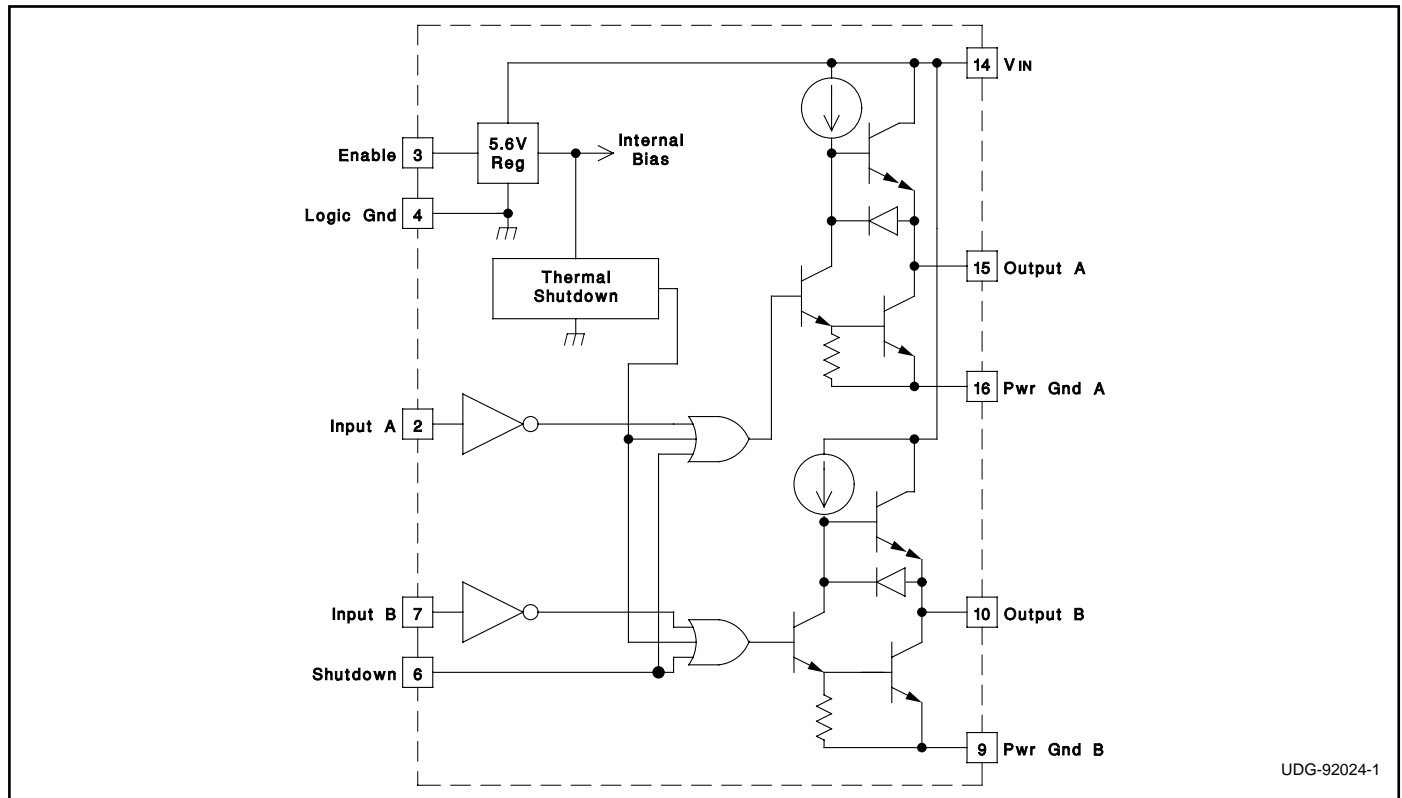 14 VIN
Enable 3
5.6V
Reg
Internal
Bias
Logic Gnd 4
Thermal
Shutdown
15 Output A
16 Pwr Gnd A
Input A 2
Input B 7
10 Output B
Shutdown 6
9 Pwr Gnd B
UDG-92024-1